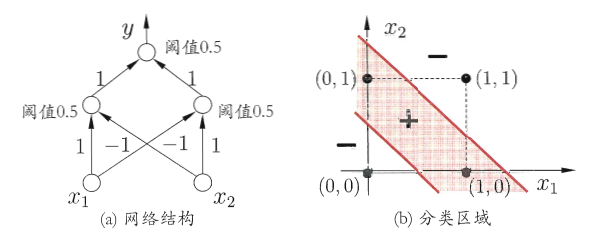 y
阈值0.5
1 1
阈值0.5 阈值0.5
1 -1 -1 1
x₁ x₂
(a) 网络结构
x₂
−
(0,1) (1,1)
+
−
(0,0) (1,0) x₁
(b) 分类区域